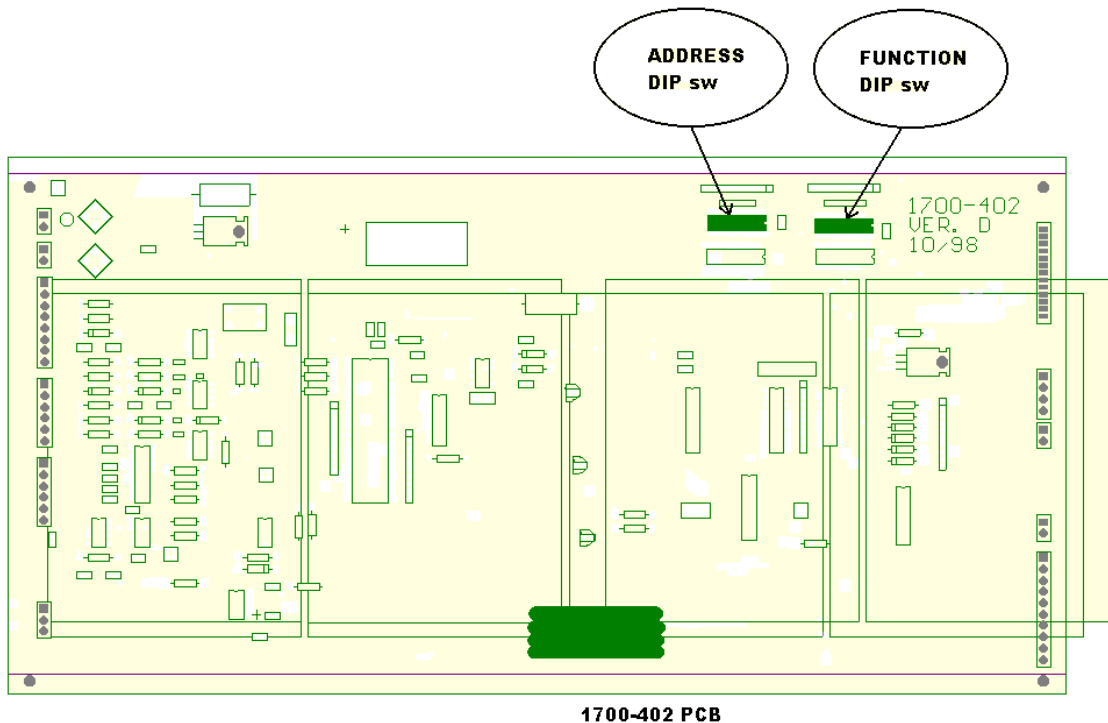 ADDRESS
DIP sw
FUNCTION
DIP sw
1700-402
VER. D
10/98
+
+
1700-402 PCB